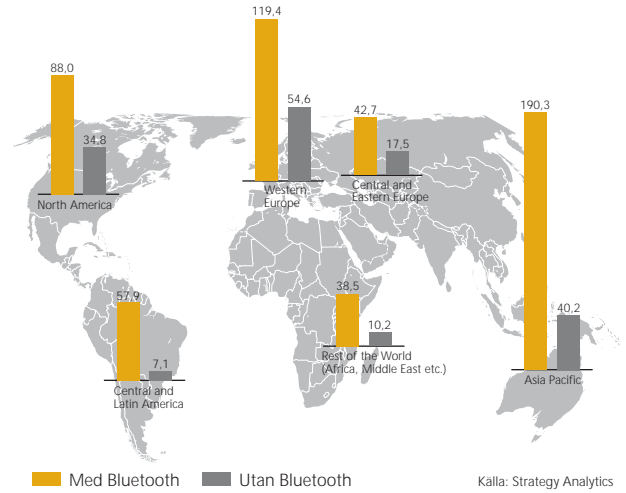 119,4
88,0
34,8
North America
54,6
Western
Europe
42,7
17,5
Central and
Eastern Europe
190,3
40,2
Asia Pacific
57,9
7,1
Central and
Latin America
38,5
10,2
Rest of the World
(Africa, Middle East etc.)
Med Bluetooth
Utan Bluetooth
Källa: Strategy Analytics